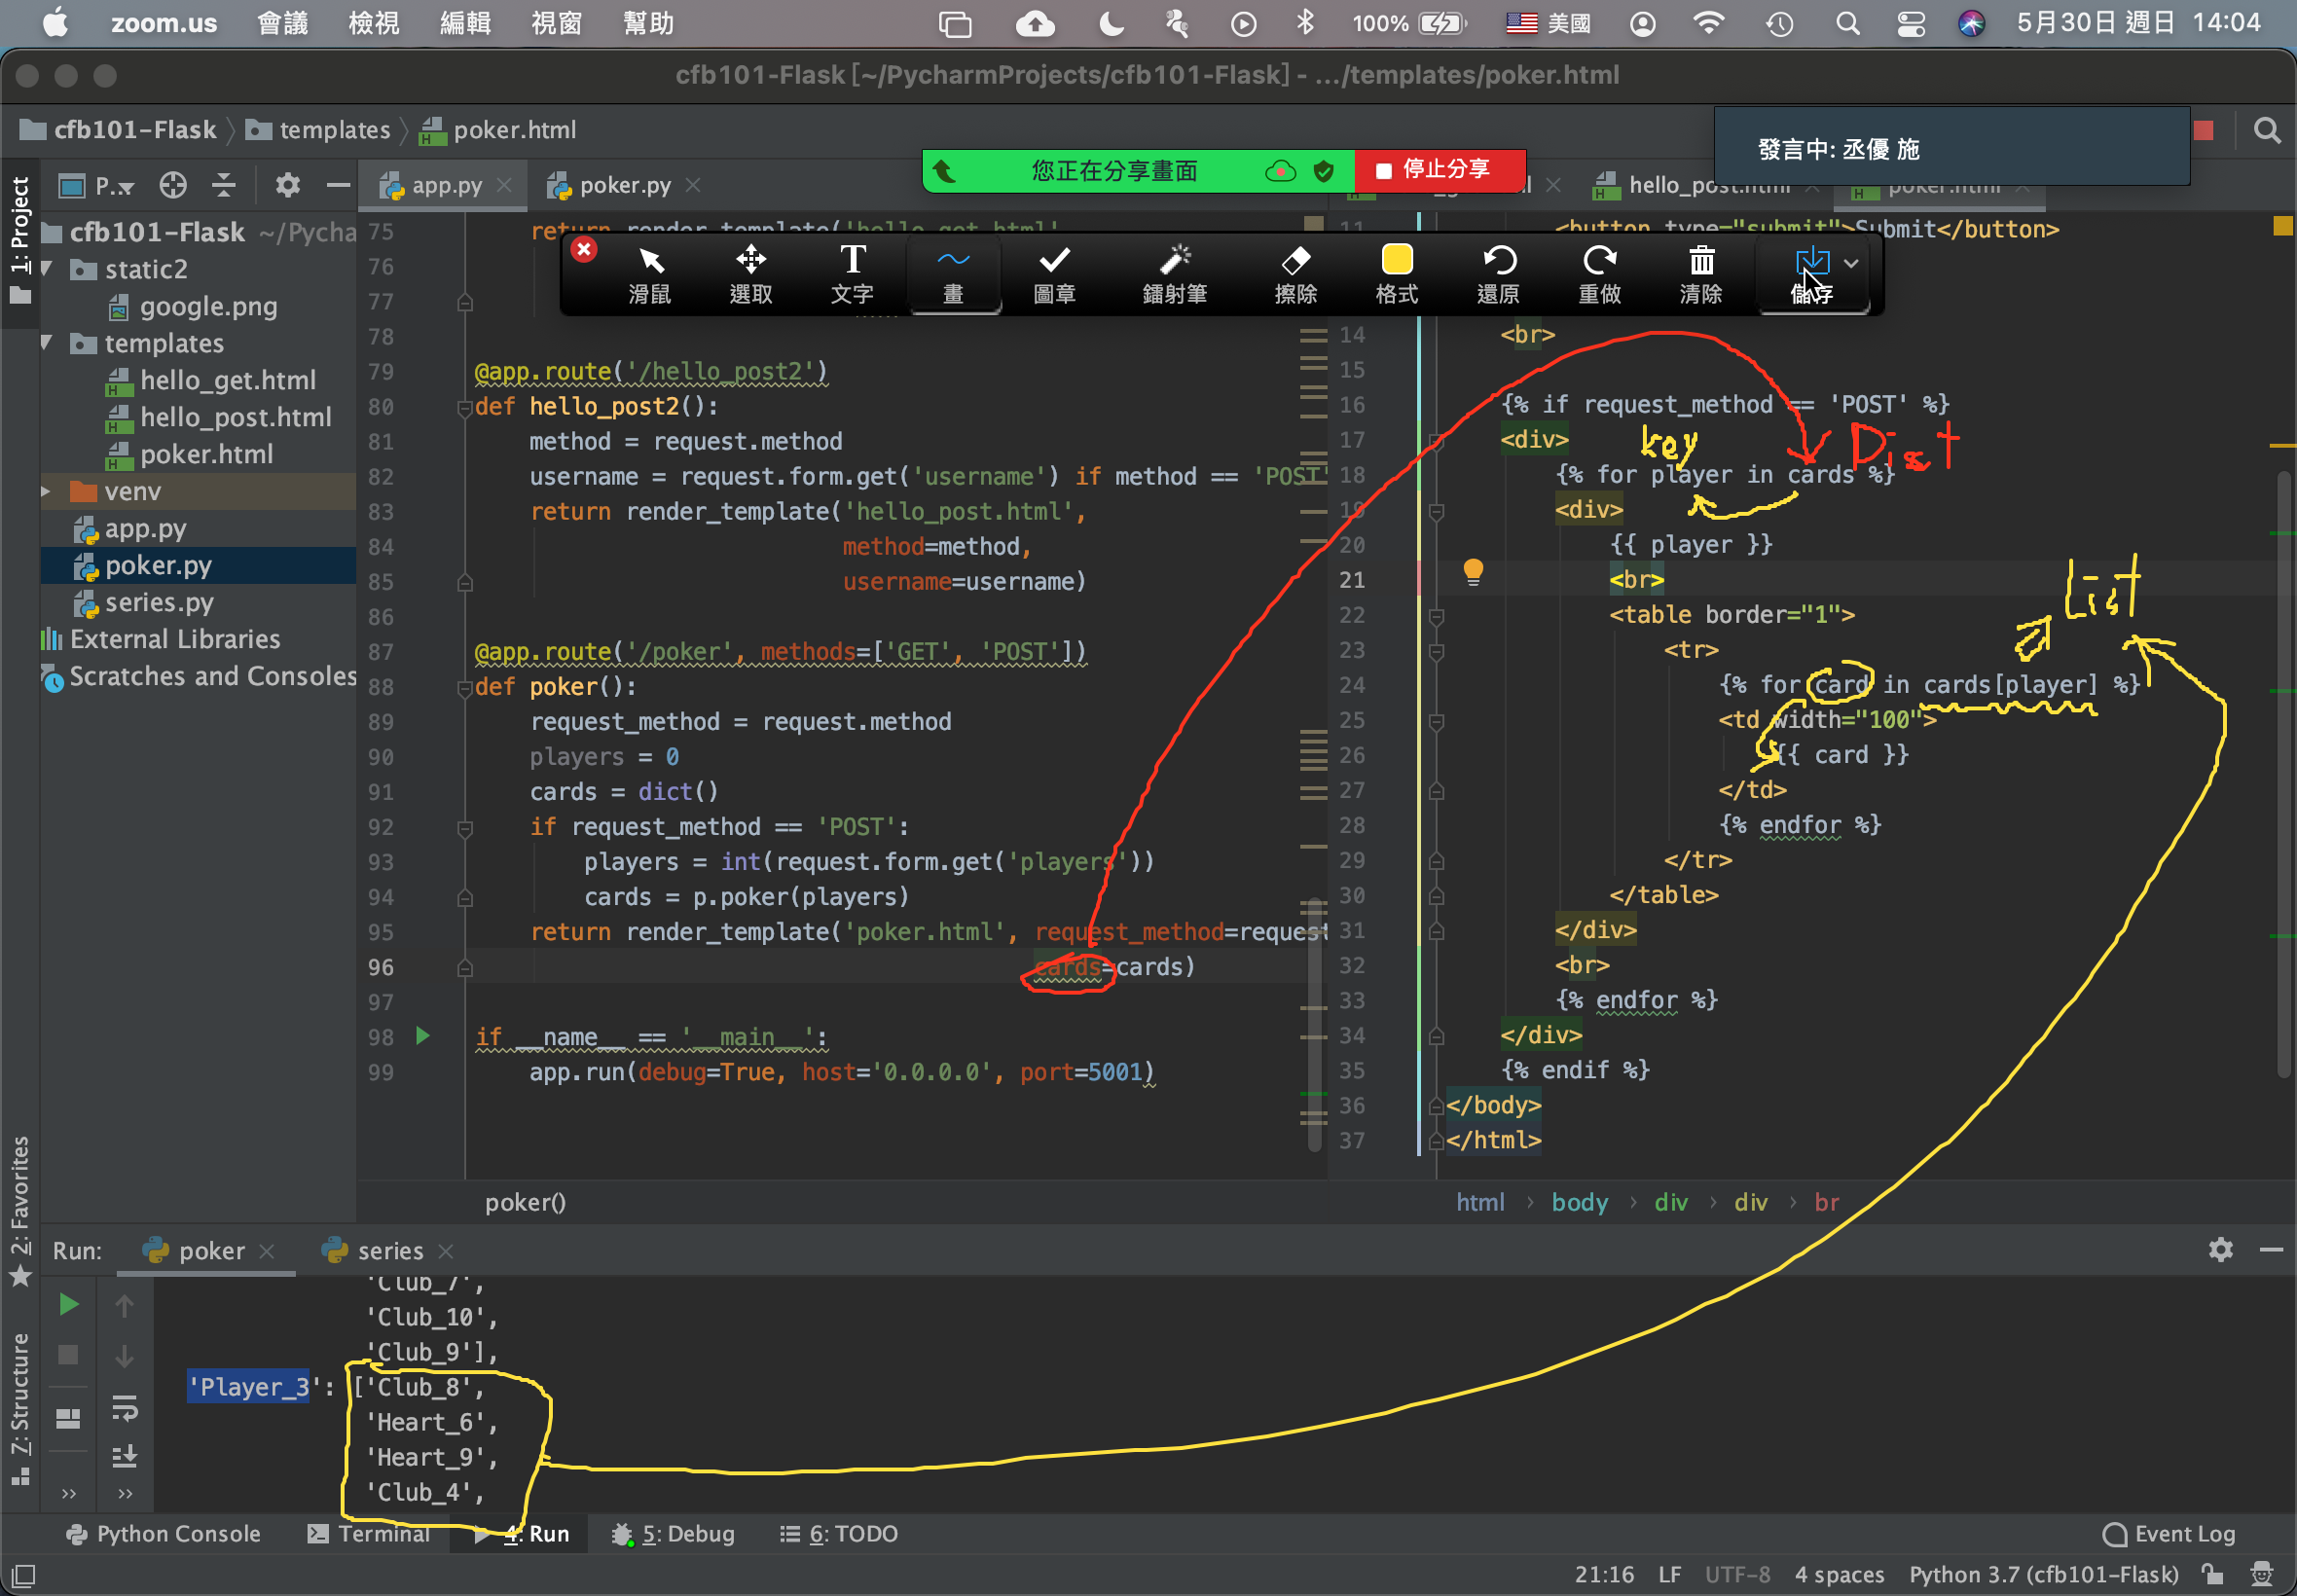 zoom.us 會議 檢視 編輯 視窗 幫助 100% 美國 5月30日 週日 14:04
cfb101-Flask [~/PycharmProjects/cfb101-Flask] - .../templates/poker.html
cfb101-Flask templates poker.html
發言中: 丞優 施
您正在分享畫面 停止分享
1: Project
P...
app.py poker.py hello_post.html poker.html
滑鼠 選取 文字 畫 圖章 鐳射筆 擦除 格式 還原 重做 清除 儲存
cfb101-Flask ~/Pycha
static2
google.png
templates
hello_get.html
hello_post.html
poker.html
venv
app.py
poker.py
series.py
External Libraries
Scratches and Consoles
75 return render_template('hello_get.html',
76
77
78
79 @app.route('/hello_post2')
80 def hello_post2():
81 method = request.method
82 username = request.form.get('username') if method == 'POST'
83 return render_template('hello_post.html',
84 method=method,
85 username=username)
86
87 @app.route('/poker', methods=['GET', 'POST'])
88 def poker():
89 request_method = request.method
90 players = 0
91 cards = dict()
92 if request_method == 'POST':
93 players = int(request.form.get('players'))
94 cards = p.poker(players)
95 return render_template('poker.html', request_method=request
96 cards=cards)
97
98 if __name__ == '__main__':
99 app.run(debug=True, host='0.0.0.0', port=5001)
poker()
11 <button type="submit">Submit</button>
14 <br>
15
16 {% if request_method == 'POST' %}
17 <div>
key
Dist
18 {% for player in cards %}
19 <div>
20 {{ player }}
21 <br>
List
22 <table border="1">
23 <tr>
24 {% for card in cards[player] %}
25 <td width="100">
26 {{ card }}
27 </td>
28 {% endfor %}
29 </tr>
30 </table>
31 </div>
32 <br>
33 {% endfor %}
34 </div>
35 {% endif %}
36 </body>
37 </html>
html body div div br
2: Favorites
7: Structure
Run: poker series
'Club_7',
'Club_10',
'Club_9'],
'Player_3': ['Club_8',
'Heart_6',
'Heart_9',
'Club_4',
Python Console Terminal 4: Run 5: Debug 6: TODO Event Log
21:16 LF UTF-8 4 spaces Python 3.7 (cfb101-Flask)